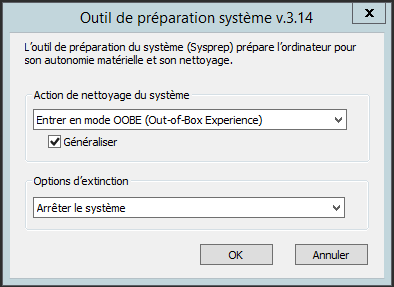 Outil de préparation système v.3.14
x
L'outil de préparation du système (Sysprep) prépare l'ordinateur pour
son autonomie matérielle et son nettoyage.
Action de nettoyage du système
Entrer en mode OOBE (Out-of-Box Experience)
Généraliser
Options d'extinction
Arrêter le système
OK
Annuler